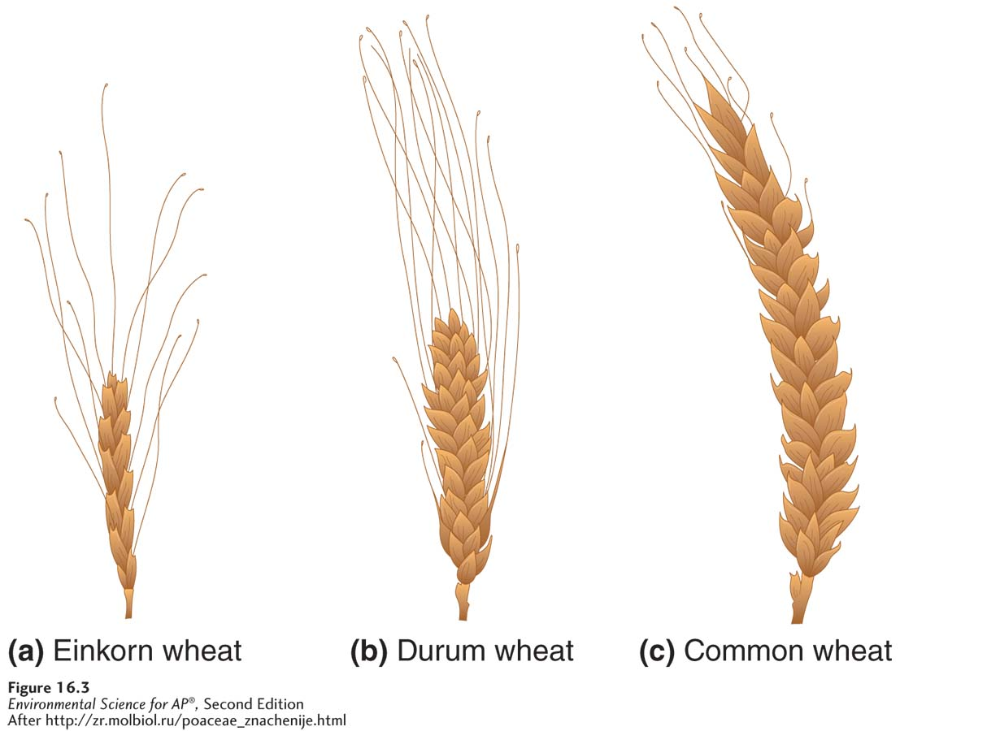 (a) Einkorn wheat
(b) Durum wheat
(c) Common wheat
Figure 16.3
Environmental Science for AP®, Second Edition
After http://zr.molbiol.ru/poaceae_znachenije.html